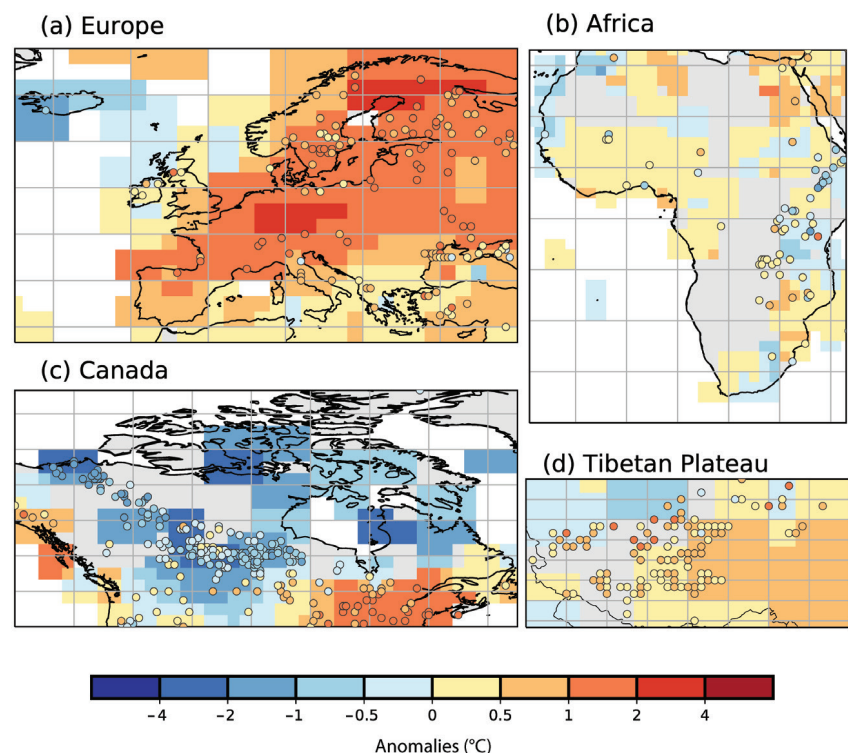 (a) Europe
(b) Africa
(c) Canada
(d) Tibetan Plateau
-4 -2 -1 -0.5 0 0.5 1 2 4
Anomalies (°C)